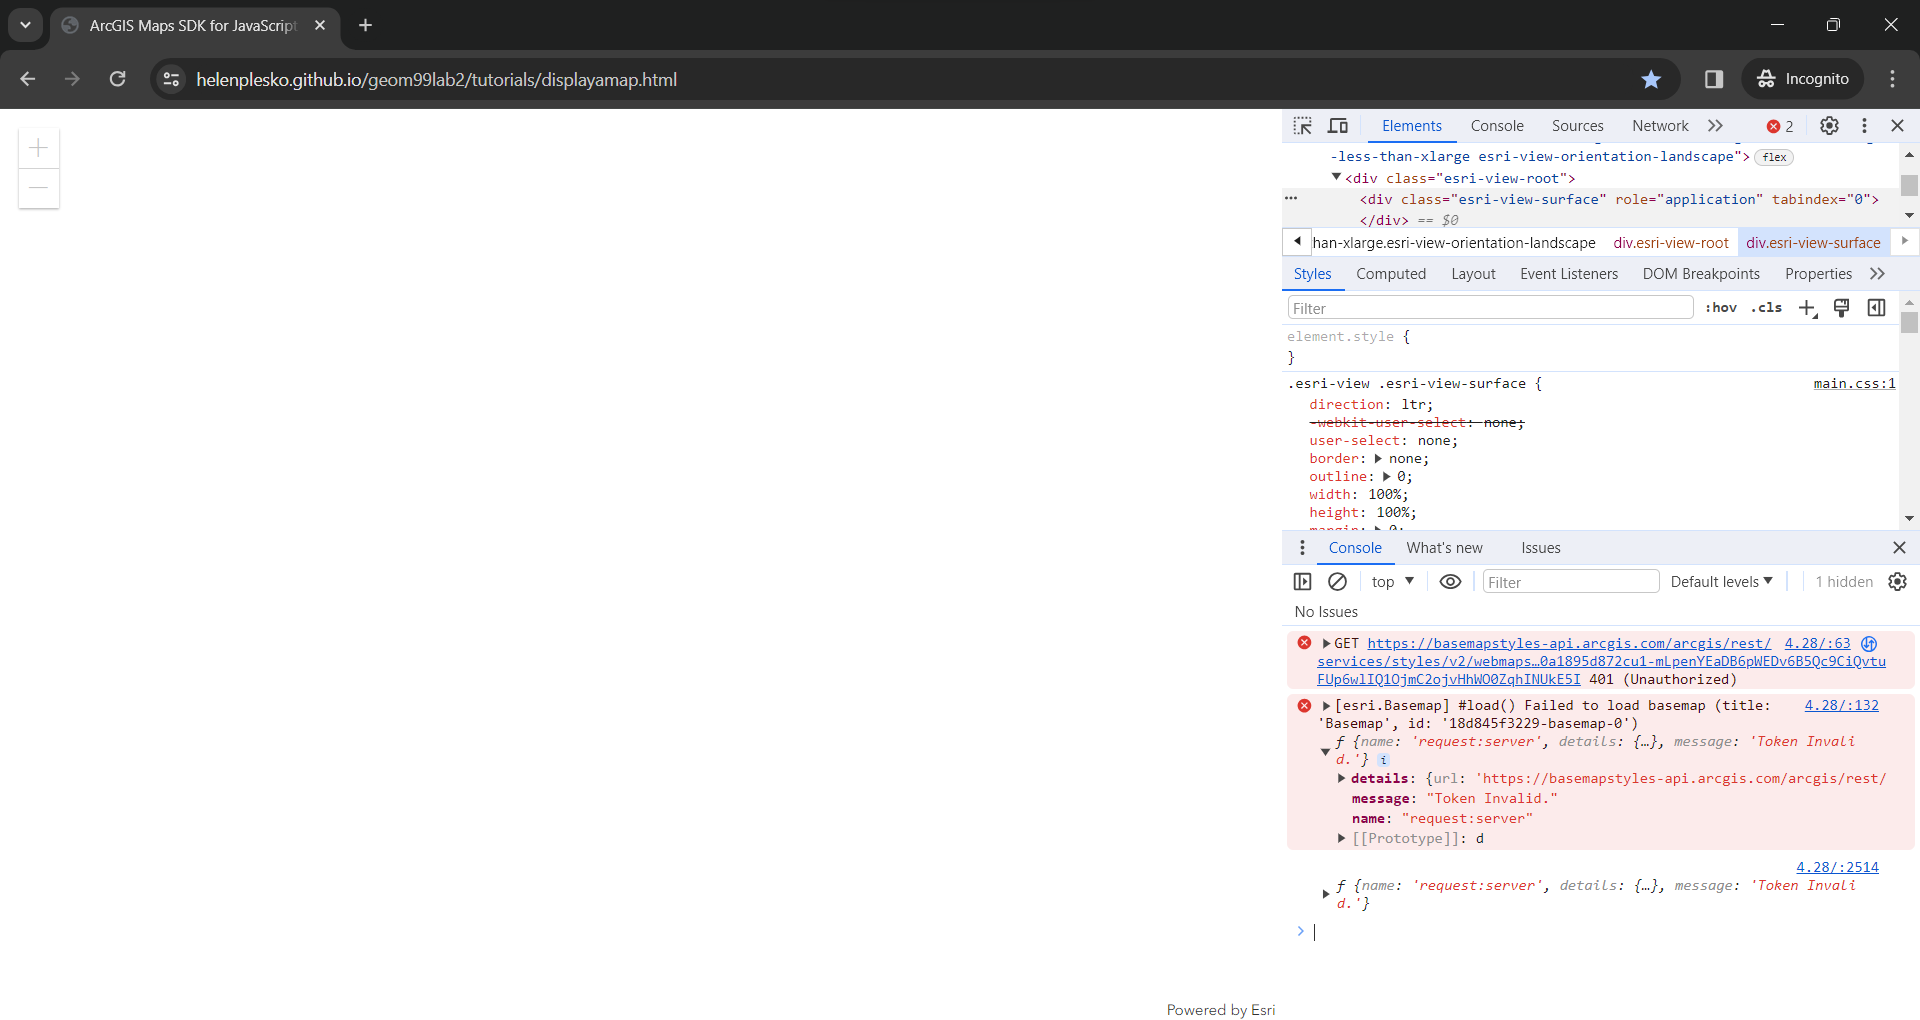 ArcGIS Maps SDK for JavaScript
helenplesko.github.io/geom99lab2/tutorials/displayamap.html
Incognito
Elements Console Sources Network 2
-less-than-xlarge esri-view-orientation-landscape"> flex
<div class="esri-view-root">
<div class="esri-view-surface" role="application" tabindex="0">
</div> == $0
han-xlarge.esri-view-orientation-landscape div.esri-view-root div.esri-view-surface
Styles Computed Layout Event Listeners DOM Breakpoints Properties
Filter :hov .cls
element.style {
}
.esri-view .esri-view-surface { main.css:1
direction: ltr;
-webkit-user-select: none;
user-select: none;
border: none;
outline: 0;
width: 100%;
height: 100%;
margin: 0;
Console What's new Issues
top Filter Default levels 1 hidden
No Issues
GET https://basemapstyles-api.arcgis.com/arcgis/rest/ 4.28/:63
services/styles/v2/webmaps…0a1895d872cu1-mLpenYEaDB6pWEDv6B5Qc9CiQvtu
FUp6wlIQ1OjmC2ojvHhWO0ZqhINUkE5I 401 (Unauthorized)
[esri.Basemap] #load() Failed to load basemap (title: 4.28/:132
'Basemap', id: '18d845f3229-basemap-0')
ƒ {name: 'request:server', details: {…}, message: 'Token Invali
d.'} i
details: {url: 'https://basemapstyles-api.arcgis.com/arcgis/rest/
message: "Token Invalid."
name: "request:server"
[[Prototype]]: d
4.28/:2514
ƒ {name: 'request:server', details: {…}, message: 'Token Invali
d.'}
Powered by Esri